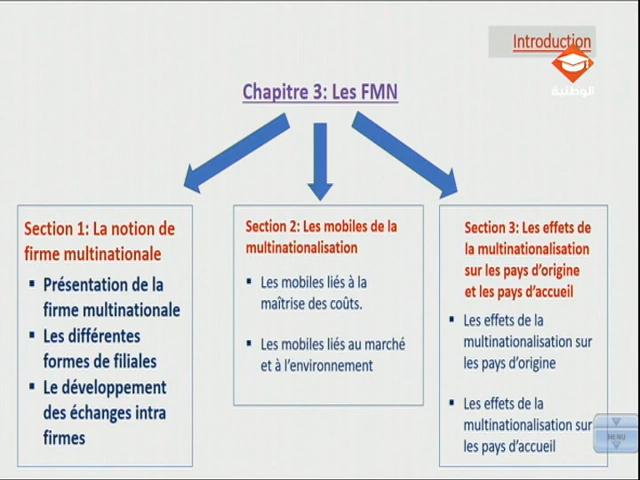 Introduction
الوطنية
Chapitre 3: Les FMN
Section 1: La notion de
firme multinationale
▪ Présentation de la
firme multinationale
▪ Les différentes
formes de filiales
▪ Le développement
des échanges intra
firmes
Section 2: Les mobiles de la
multinationalisation
▪ Les mobiles liés à la
maîtrise des coûts.
▪ Les mobiles liés au marché
et à l’environnement
Section 3: Les effets de
la multinationalisation
sur les pays d’origine
et les pays d’accueil
▪ Les effets de la
multinationalisation sur
les pays d’origine
▪ Les effets de la
multinationalisation sur
les pays d’accueil
MENU